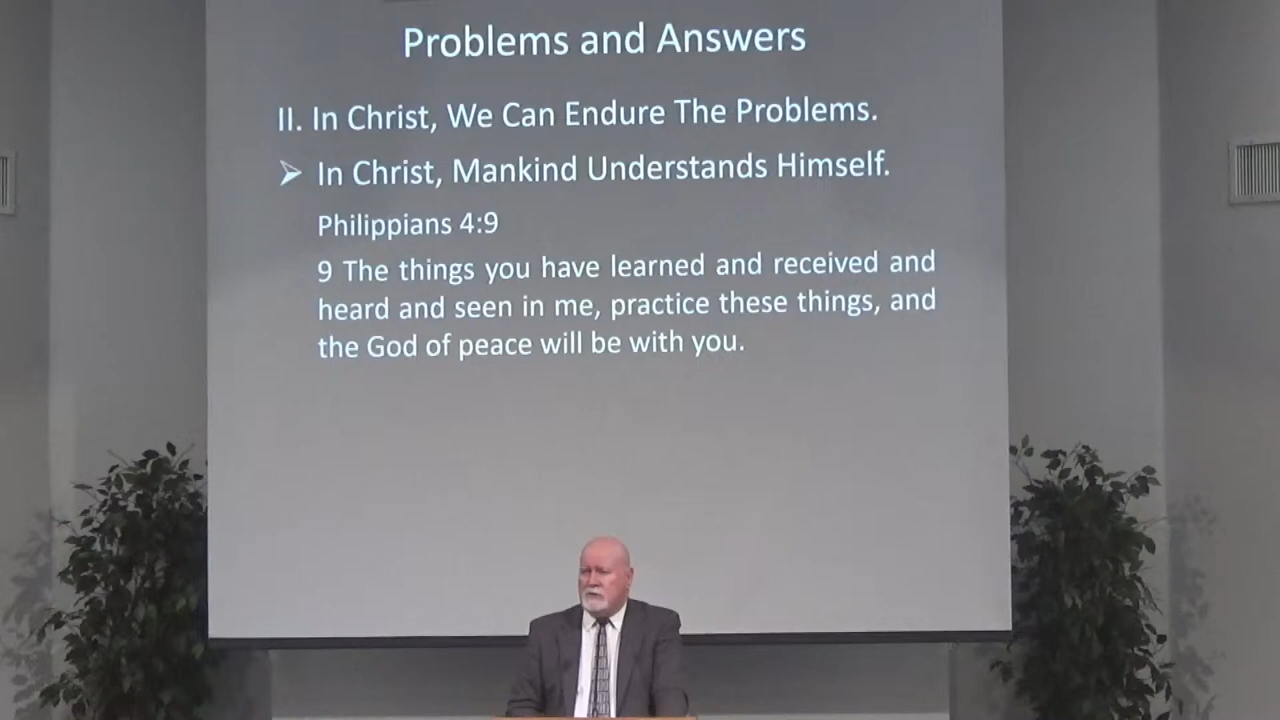 Problems and Answers
II. In Christ, We Can Endure The Problems.
➢ In Christ, Mankind Understands Himself.
Philippians 4:9
9 The things you have learned and received and
heard and seen in me, practice these things, and
the God of peace will be with you.